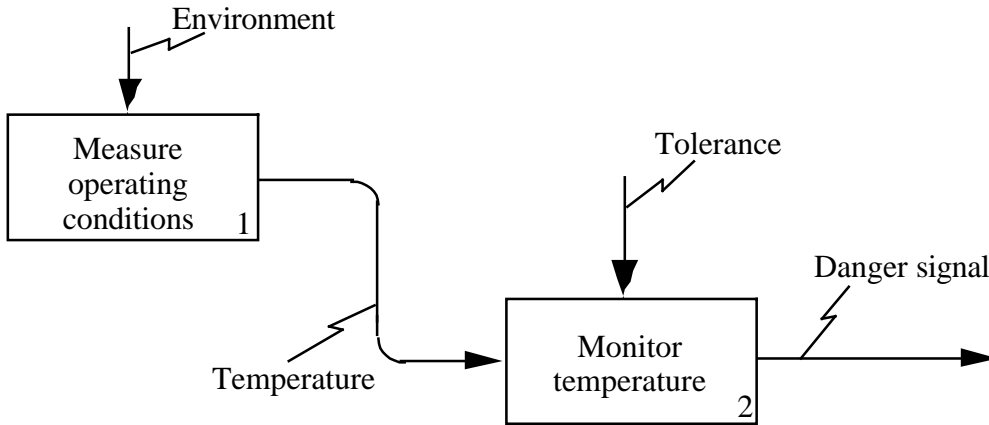 Environment
Measure
operating
conditions
1
Tolerance
Danger signal
Temperature
Monitor
temperature
2